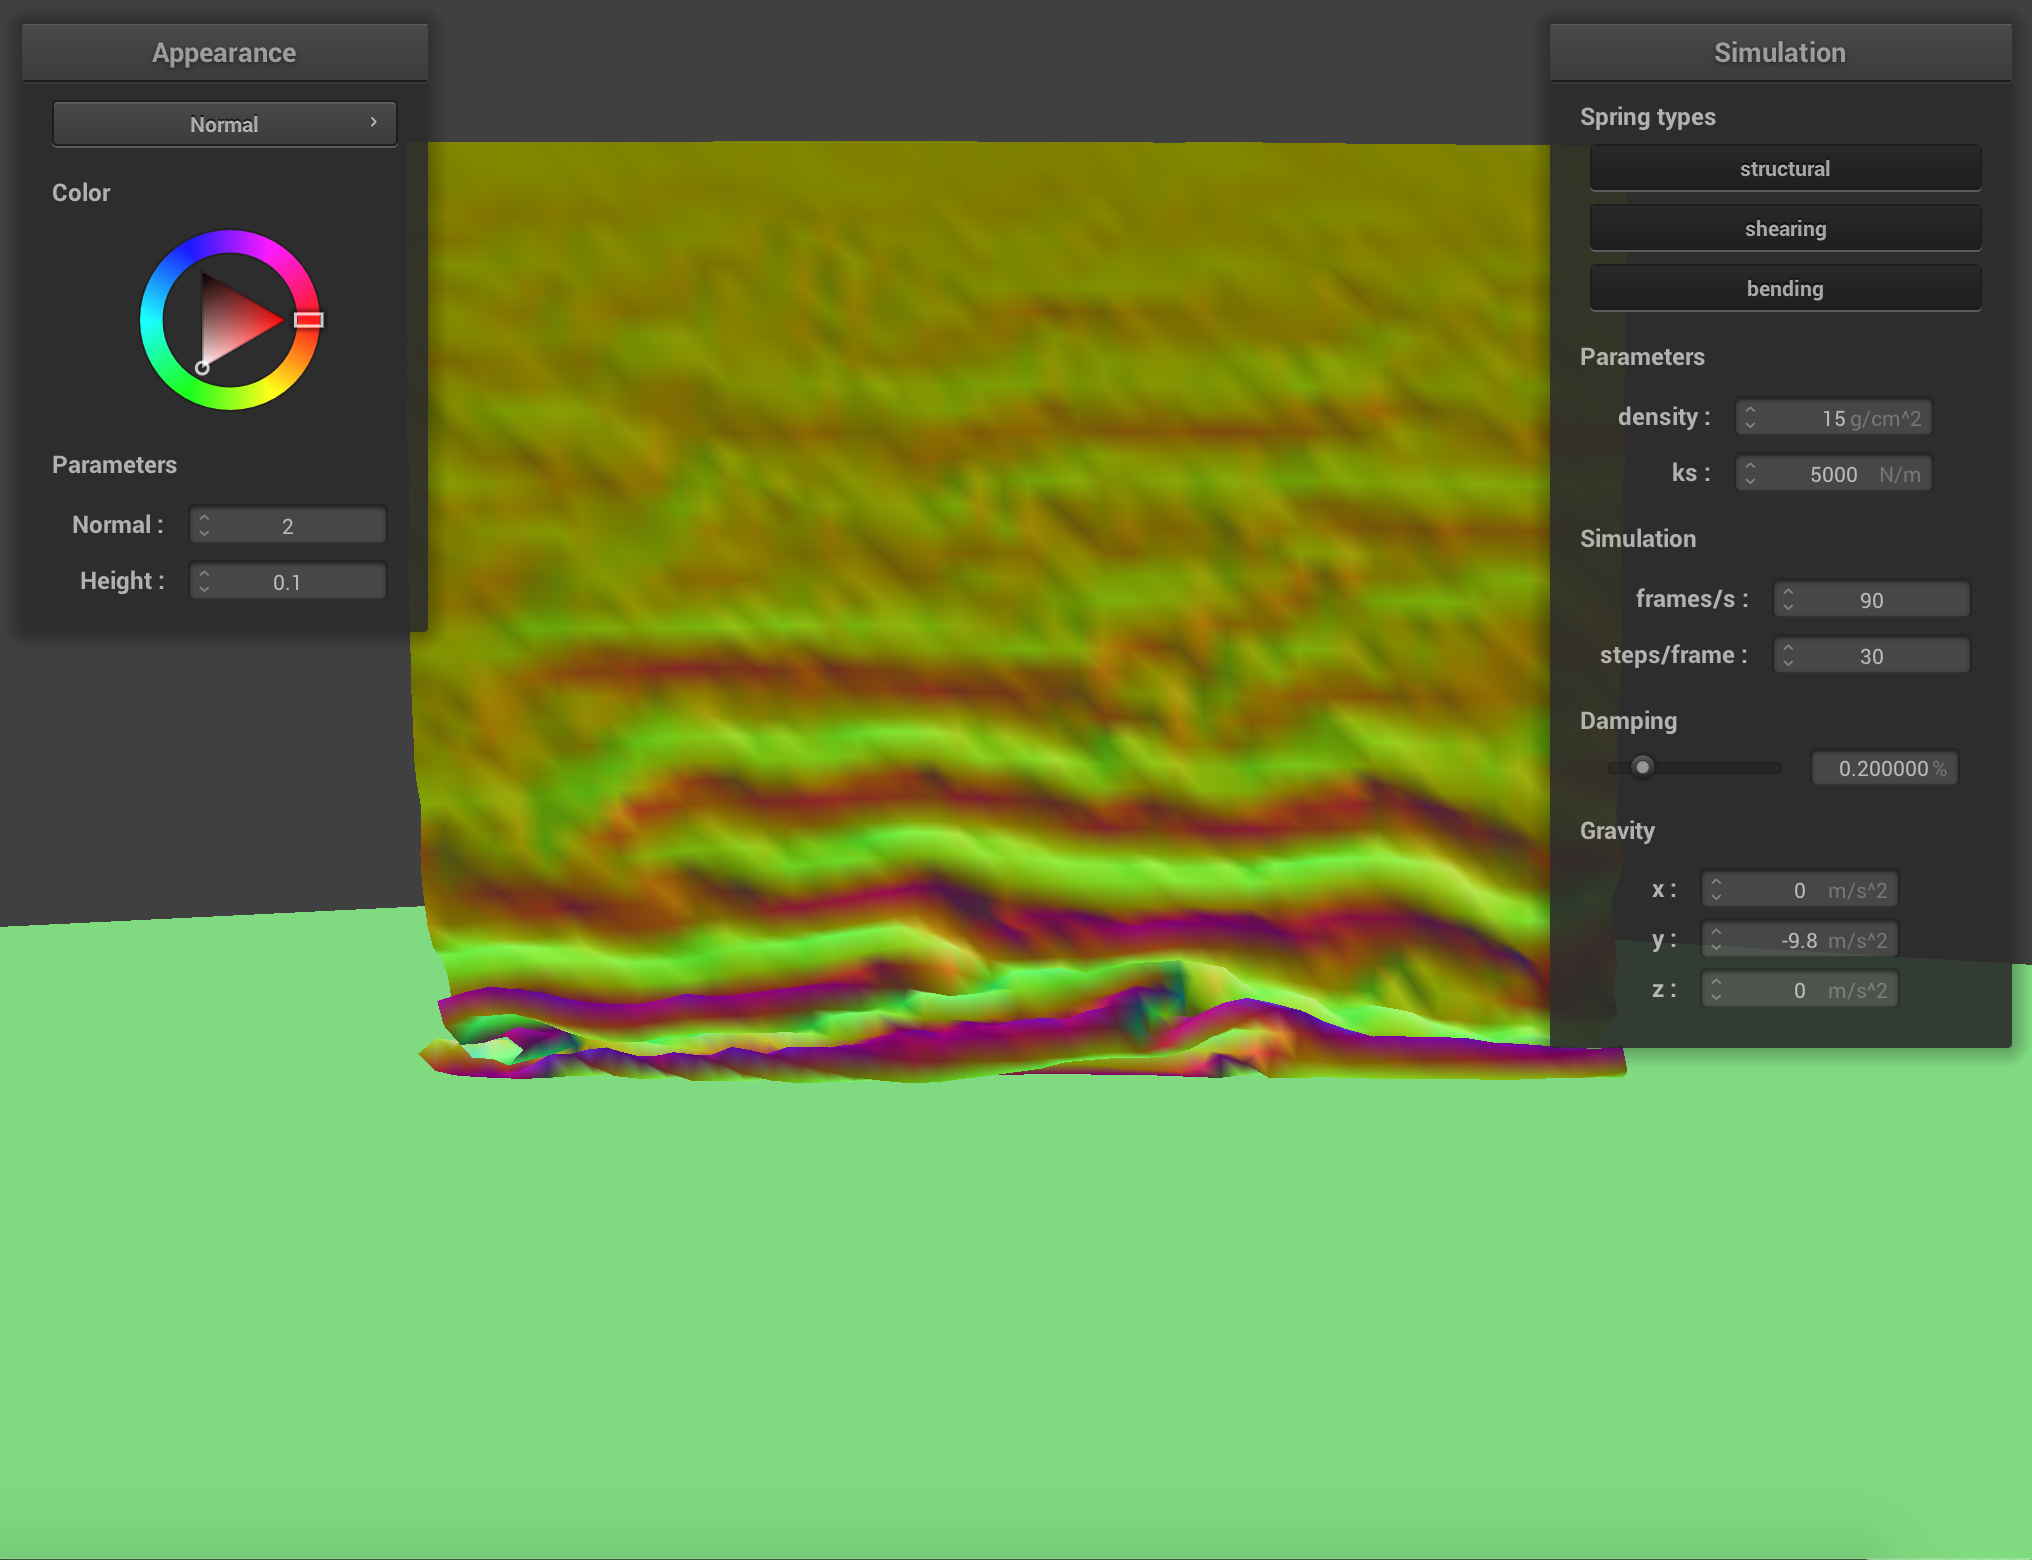 Appearance
Normal
Color
Parameters
Normal : 2
Height : 0.1
Simulation
Spring types
structural
shearing
bending
Parameters
density : 15 g/cm^2
ks : 5000 N/m
Simulation
frames/s : 90
steps/frame : 30
Damping
0.200000 %
Gravity
x : 0 m/s^2
y : -9.8 m/s^2
z : 0 m/s^2